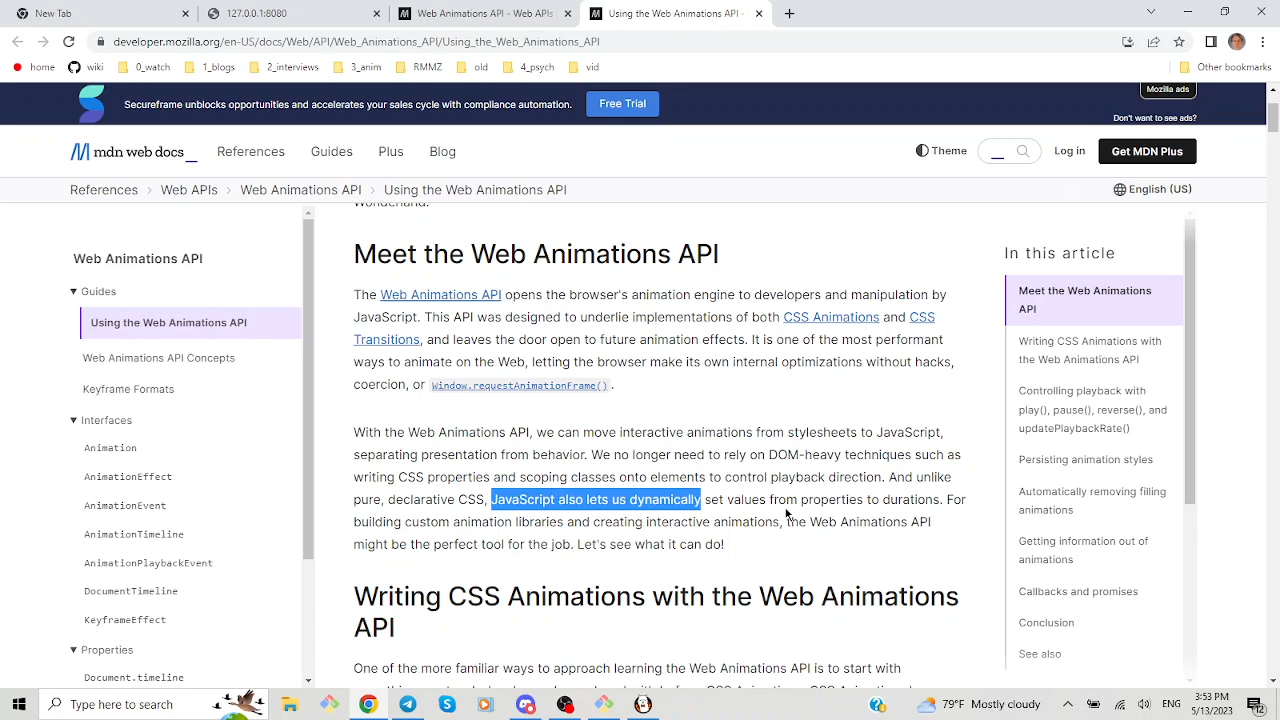 New Tab
127.0.0.1:8080
Web Animations API - Web APIs
Using the Web Animations API -
developer.mozilla.org/en-US/docs/Web/API/Web_Animations_API/Using_the_Web_Animations_API
home
wiki
0_watch
1_blogs
2_interviews
3_anim
RMMZ
old
4_psych
vid
Other bookmarks
Secureframe unblocks opportunities and accelerates your sales cycle with compliance automation.
Free Trial
Mozilla ads
Don't want to see ads?
mdn web docs_
References
Guides
Plus
Blog
Theme
Log in
Get MDN Plus
References
Web APIs
Web Animations API
Using the Web Animations API
English (US)
Web Animations API
Guides
Using the Web Animations API
Web Animations API Concepts
Keyframe Formats
Interfaces
Animation
AnimationEffect
AnimationEvent
AnimationTimeline
AnimationPlaybackEvent
DocumentTimeline
KeyframeEffect
Properties
Document.timeline
Wonderland.
Meet the Web Animations API
The Web Animations API opens the browser's animation engine to developers and manipulation by
JavaScript. This API was designed to underlie implementations of both CSS Animations and CSS
Transitions, and leaves the door open to future animation effects. It is one of the most performant
ways to animate on the Web, letting the browser make its own internal optimizations without hacks,
coercion, or Window.requestAnimationFrame().
With the Web Animations API, we can move interactive animations from stylesheets to JavaScript,
separating presentation from behavior. We no longer need to rely on DOM-heavy techniques such as
writing CSS properties and scoping classes onto elements to control playback direction. And unlike
pure, declarative CSS, JavaScript also lets us dynamically set values from properties to durations. For
building custom animation libraries and creating interactive animations, the Web Animations API
might be the perfect tool for the job. Let's see what it can do!
Writing CSS Animations with the Web Animations
API
One of the more familiar ways to approach learning the Web Animations API is to start with
In this article
Meet the Web Animations
API
Writing CSS Animations with
the Web Animations API
Controlling playback with
play(), pause(), reverse(), and
updatePlaybackRate()
Persisting animation styles
Automatically removing filling
animations
Getting information out of
animations
Callbacks and promises
Conclusion
See also
Type here to search
79°F Mostly cloudy
ENG
3:53 PM
5/13/2023
12